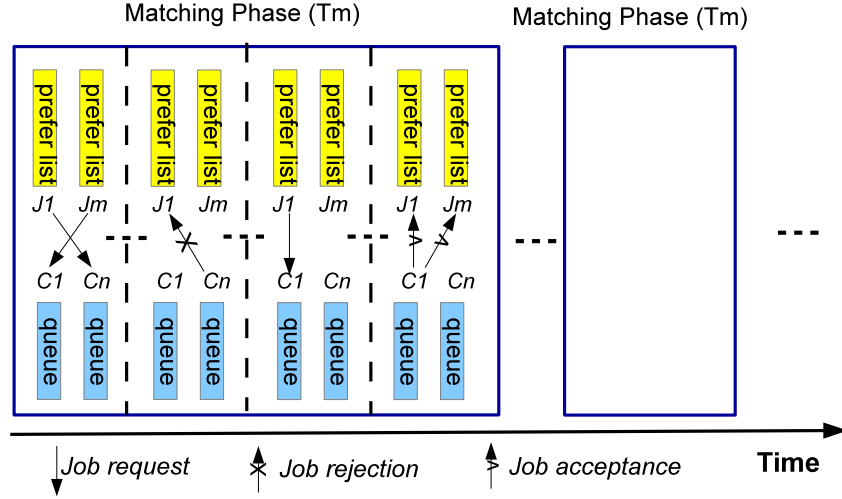 Matching Phase (Tm) Matching Phase (Tm)
prefer list prefer list prefer list prefer list prefer list prefer list prefer list prefer list
J1 Jm J1 Jm J1 Jm J1 Jm
C1 Cn C1 Cn C1 Cn C1 Cn
queue queue queue queue queue queue queue queue
Job request Job rejection Job acceptance Time